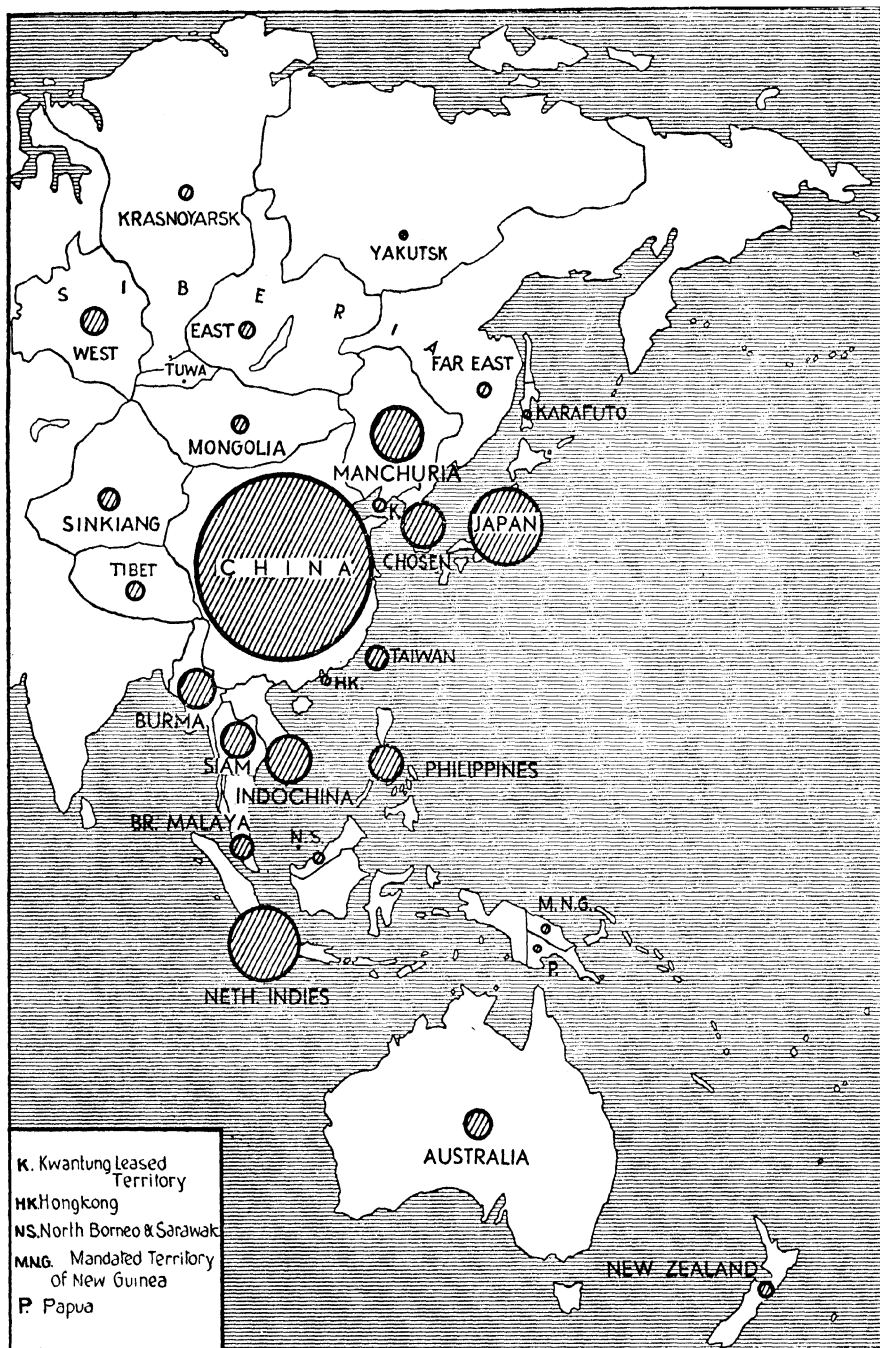 KRASNOYARSK
YAKUTSK
S I B E R I A
WEST
EAST
FAR EAST
TUWA
KARAFUTO
MONGOLIA
MANCHURIA
SINKIANG
K.
JAPAN
CHOSEN
CHINA
TIBET
TAIWAN
HK.
BURMA
SIAM
INDOCHINA
PHILIPPINES
BR. MALAYA
N.S.
M.N.G.
P.
NETH. INDIES
AUSTRALIA
NEW ZEALAND
K. Kwantung Leased
Territory
HK Hongkong
NS. North Borneo & Sarawak
MNG. Mandated Territory
of New Guinea
P. Papua